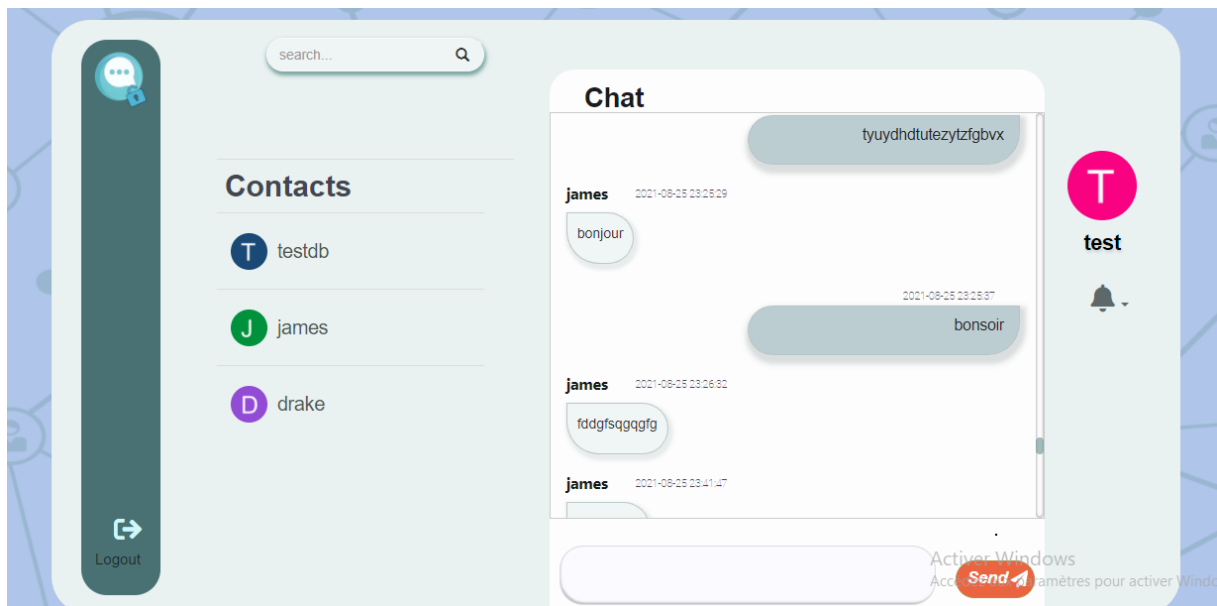 search...
Contacts
T testdb
J james
D drake
Logout
Chat
tyuydhdtutezytzfgbvx
james 2021-08-25 23:25:29
bonjour
2021-08-25 23:25:37
bonsoir
james 2021-08-25 23:26:32
fddgfsqgqgfg
james 2021-08-25 23:41:47
.
Send
T
test
Activer Windows
paramètres pour activer Windo